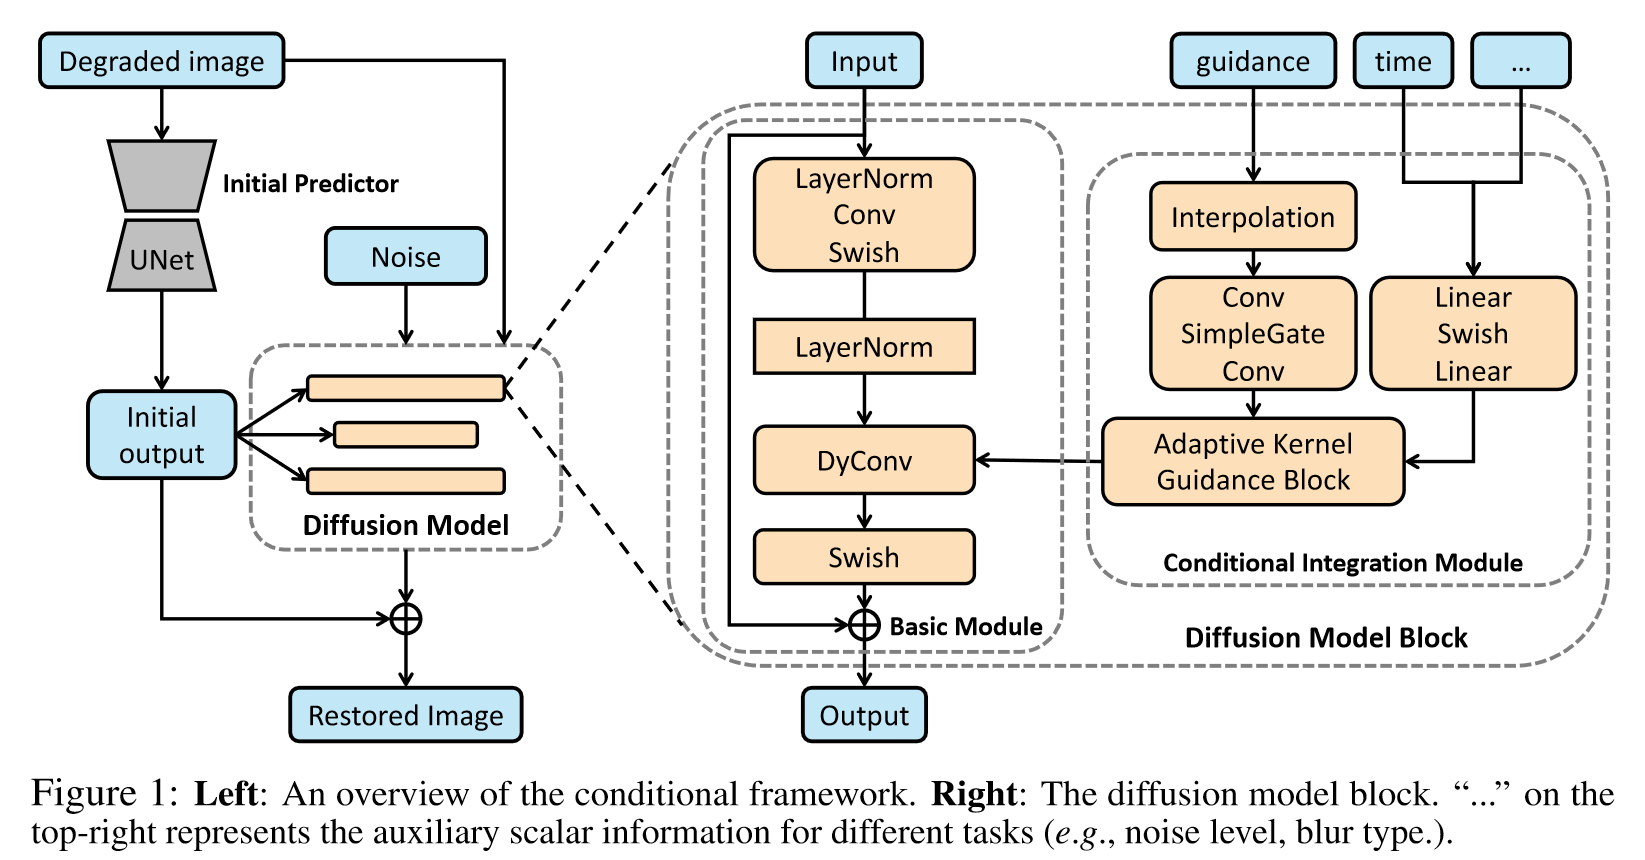 Degraded image
Initial Predictor
UNet
Noise
Initial
output
Diffusion Model
Restored Image
Input
LayerNorm
Conv
Swish
LayerNorm
DyConv
Swish
Basic Module
Output
guidance
time
...
Interpolation
Conv
SimpleGate
Conv
Linear
Swish
Linear
Adaptive Kernel
Guidance Block
Conditional Integration Module
Diffusion Model Block
Figure 1: Left: An overview of the conditional framework. Right: The diffusion model block. “...” on the
top-right represents the auxiliary scalar information for different tasks (e.g., noise level, blur type.).